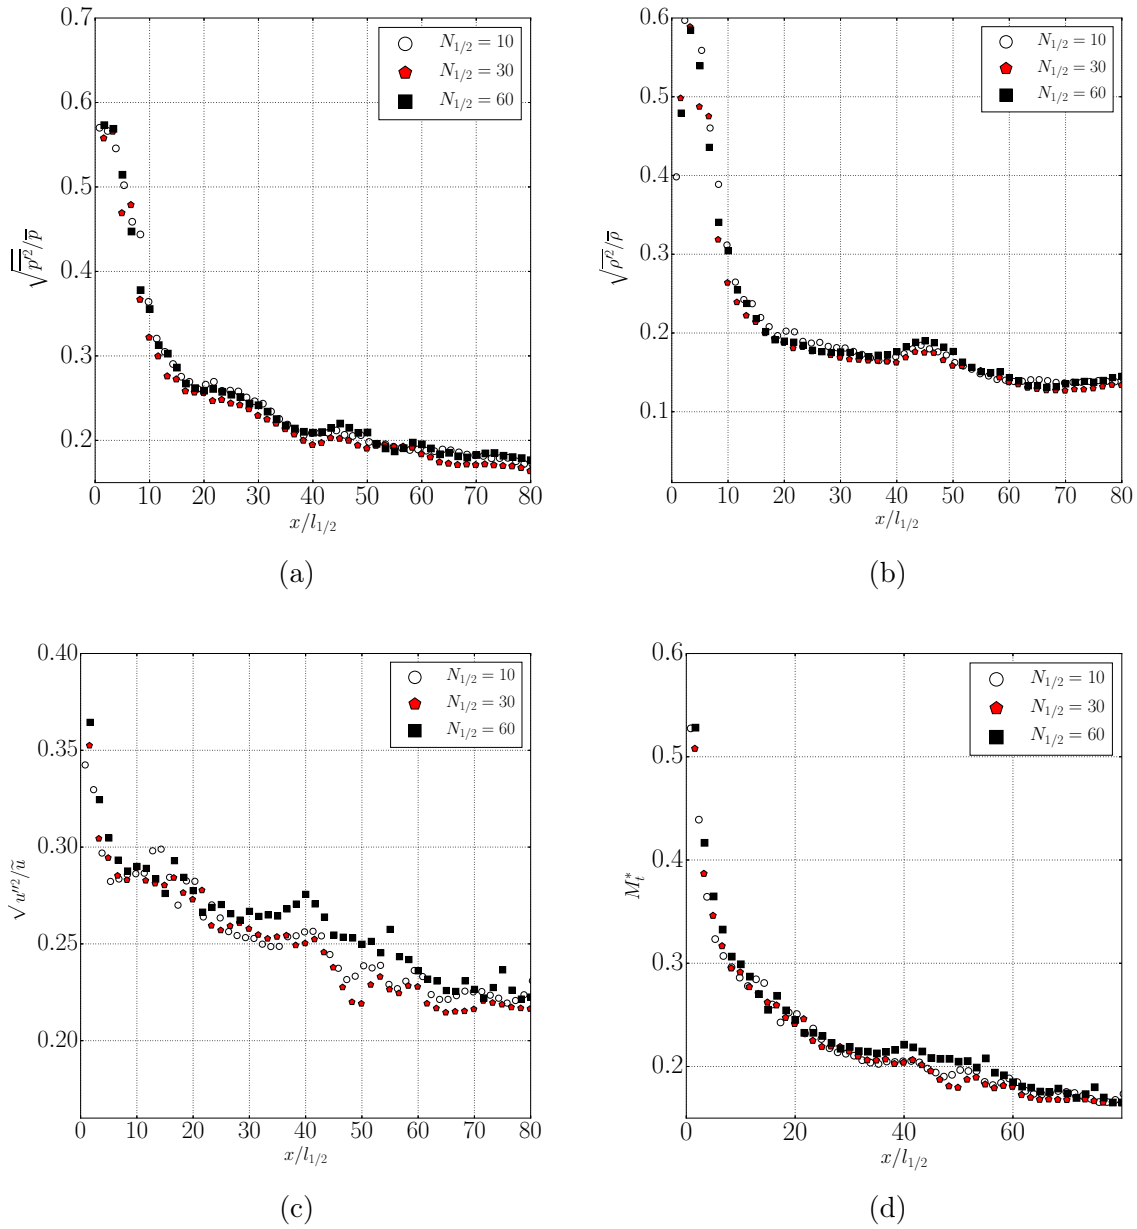 0.7
0.6
0.5
0.4
0.3
0.2
0 10 20 30 40 50 60 70 80
x/l_{1/2}
\sqrt{\overline{p'^2}}/\overline{p}
N_{1/2} = 10
N_{1/2} = 30
N_{1/2} = 60
(a)
0.6
0.5
0.4
0.3
0.2
0.1
0 10 20 30 40 50 60 70 80
x/l_{1/2}
\sqrt{\overline{ρ'^2}}/\overline{ρ}
N_{1/2} = 10
N_{1/2} = 30
N_{1/2} = 60
(b)
0.40
0.35
0.30
0.25
0.20
0 10 20 30 40 50 60 70 80
x/l_{1/2}
\sqrt{u''^2}/\widetilde{u}
N_{1/2} = 10
N_{1/2} = 30
N_{1/2} = 60
(c)
0.6
0.5
0.4
0.3
0.2
0 20 40 60
x/l_{1/2}
M_t^*
N_{1/2} = 10
N_{1/2} = 30
N_{1/2} = 60
(d)